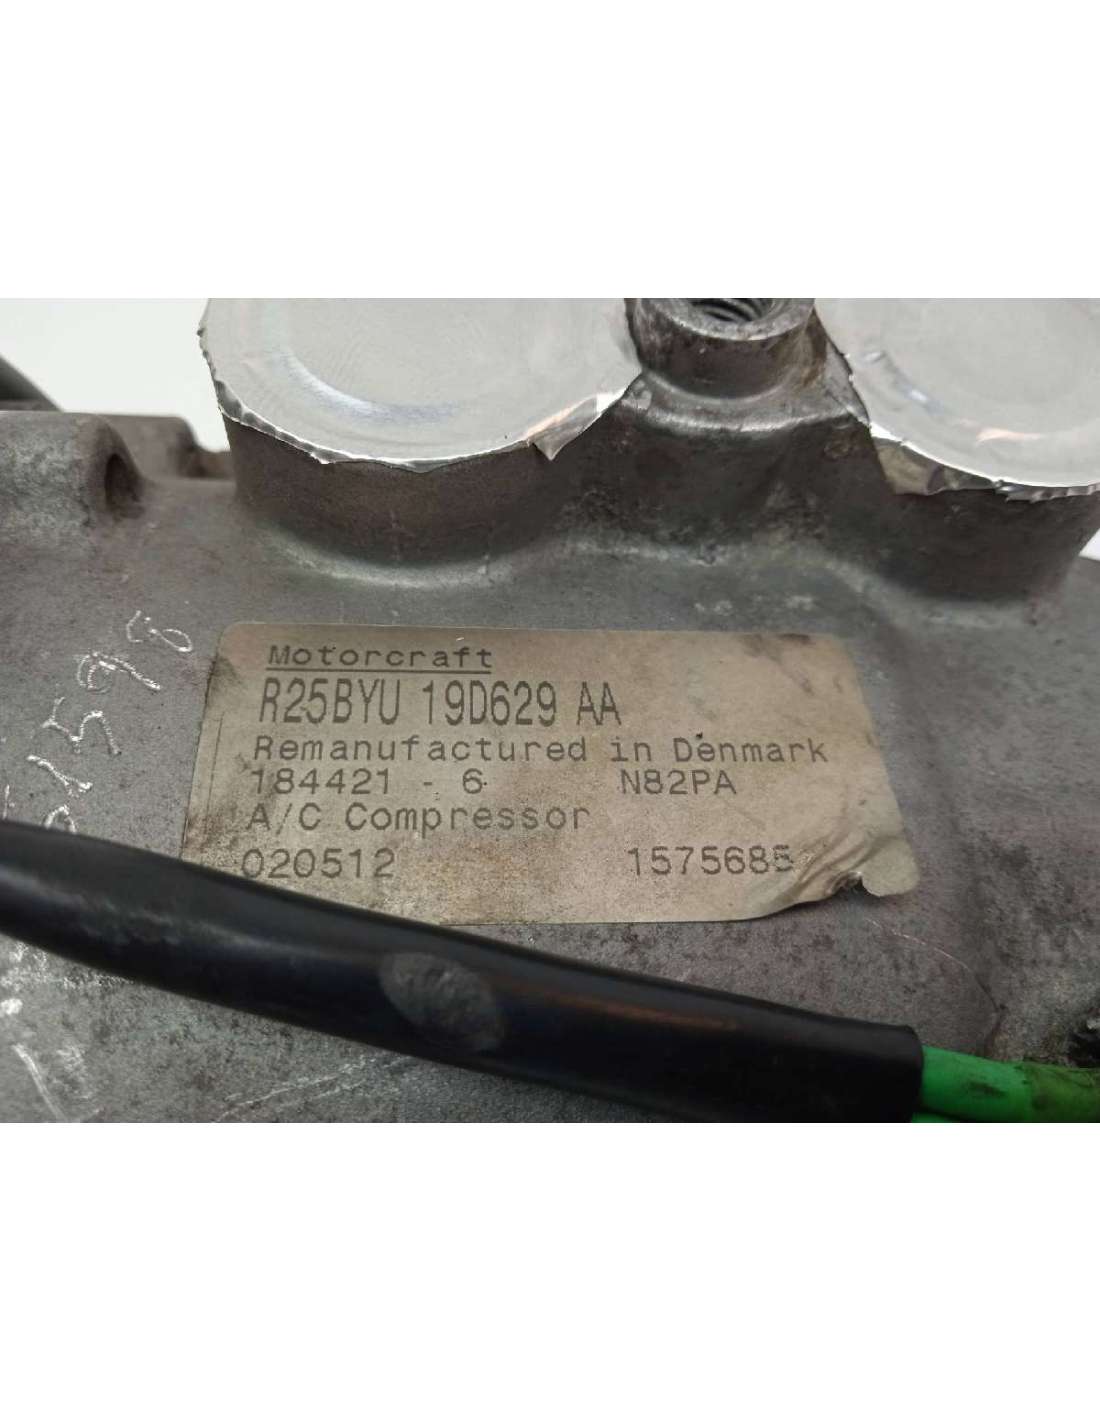 Motorcraft
R25BYU 19D629 AA
Remanufactured in Denmark
184421 - 6 N82PA
A/C Compressor
020512 1575685